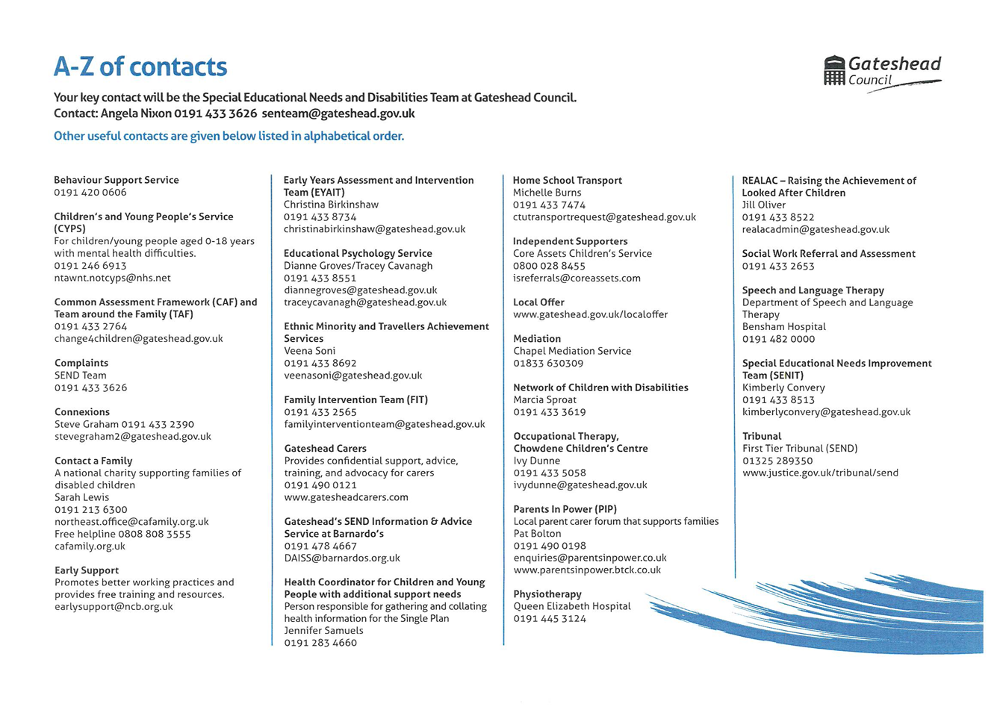 A-Z of contacts
Gateshead
Council
Your key contact will be the Special Educational Needs and Disabilities Team at Gateshead Council.
Contact: Angela Nixon 0191 433 3626 senteam@gateshead.gov.uk
Other useful contacts are given below listed in alphabetical order.
Behaviour Support Service
0191 420 0606
Children's and Young People's Service
(CYPS)
For children/young people aged 0-18 years
with mental health difficulties.
0191 246 6913
ntawnt.notcyps@nhs.net
Common Assessment Framework (CAF) and
Team around the Family (TAF)
0191 433 2764
change4children@gateshead.gov.uk
Complaints
SEND Team
0191 433 3626
Connexions
Steve Graham 0191 433 2390
stevegraham2@gateshead.gov.uk
Contact a Family
A national charity supporting families of
disabled children
Sarah Lewis
0191 213 6300
northeast.office@cafamily.org.uk
Free helpline 0808 808 3555
cafamily.org.uk
Early Support
Promotes better working practices and
provides free training and resources.
earlysupport@ncb.org.uk
Early Years Assessment and Intervention
Team (EYAIT)
Christina Birkinshaw
0191 433 8734
christinabirkinshaw@gateshead.gov.uk
Educational Psychology Service
Dianne Groves/Tracey Cavanagh
0191 433 8551
diannegroves@gateshead.gov.uk
traceycavanagh@gateshead.gov.uk
Ethnic Minority and Travellers Achievement
Services
Veena Soni
0191 433 8692
veenasoni@gateshead.gov.uk
Family Intervention Team (FIT)
0191 433 2565
familyinterventionteam@gateshead.gov.uk
Gateshead Carers
Provides confidential support, advice,
training, and advocacy for carers
0191 490 0121
www.gatesheadcarers.com
Gateshead's SEND Information & Advice
Service at Barnardo's
0191 478 4667
DAISS@barnardos.org.uk
Health Coordinator for Children and Young
People with additional support needs
Person responsible for gathering and collating
health information for the Single Plan
Jennifer Samuels
0191 283 4660
Home School Transport
Michelle Burns
0191 433 7474
ctutransportrequest@gateshead.gov.uk
Independent Supporters
Core Assets Children's Service
0800 028 8455
isreferrals@coreassets.com
Local Offer
www.gateshead.gov.uk/localoffer
Mediation
Chapel Mediation Service
01833 630309
Network of Children with Disabilities
Marcia Sproat
0191 433 3619
Occupational Therapy,
Chowdene Children's Centre
Ivy Dunne
0191 433 5058
ivydunne@gateshead.gov.uk
Parents In Power (PIP)
Local parent carer forum that supports families
Pat Bolton
0191 490 0198
enquiries@parentsinpower.co.uk
www.parentsinpower.btck.co.uk
Physiotherapy
Queen Elizabeth Hospital
0191 445 3124
REALAC – Raising the Achievement of
Looked After Children
Jill Oliver
0191 433 8522
realacadmin@gateshead.gov.uk
Social Work Referral and Assessment
0191 433 2653
Speech and Language Therapy
Department of Speech and Language
Therapy
Bensham Hospital
0191 482 0000
Special Educational Needs Improvement
Team (SENIT)
Kimberly Convery
0191 433 8513
kimberlyconvery@gateshead.gov.uk
Tribunal
First Tier Tribunal (SEND)
01325 289350
www.justice.gov.uk/tribunal/send